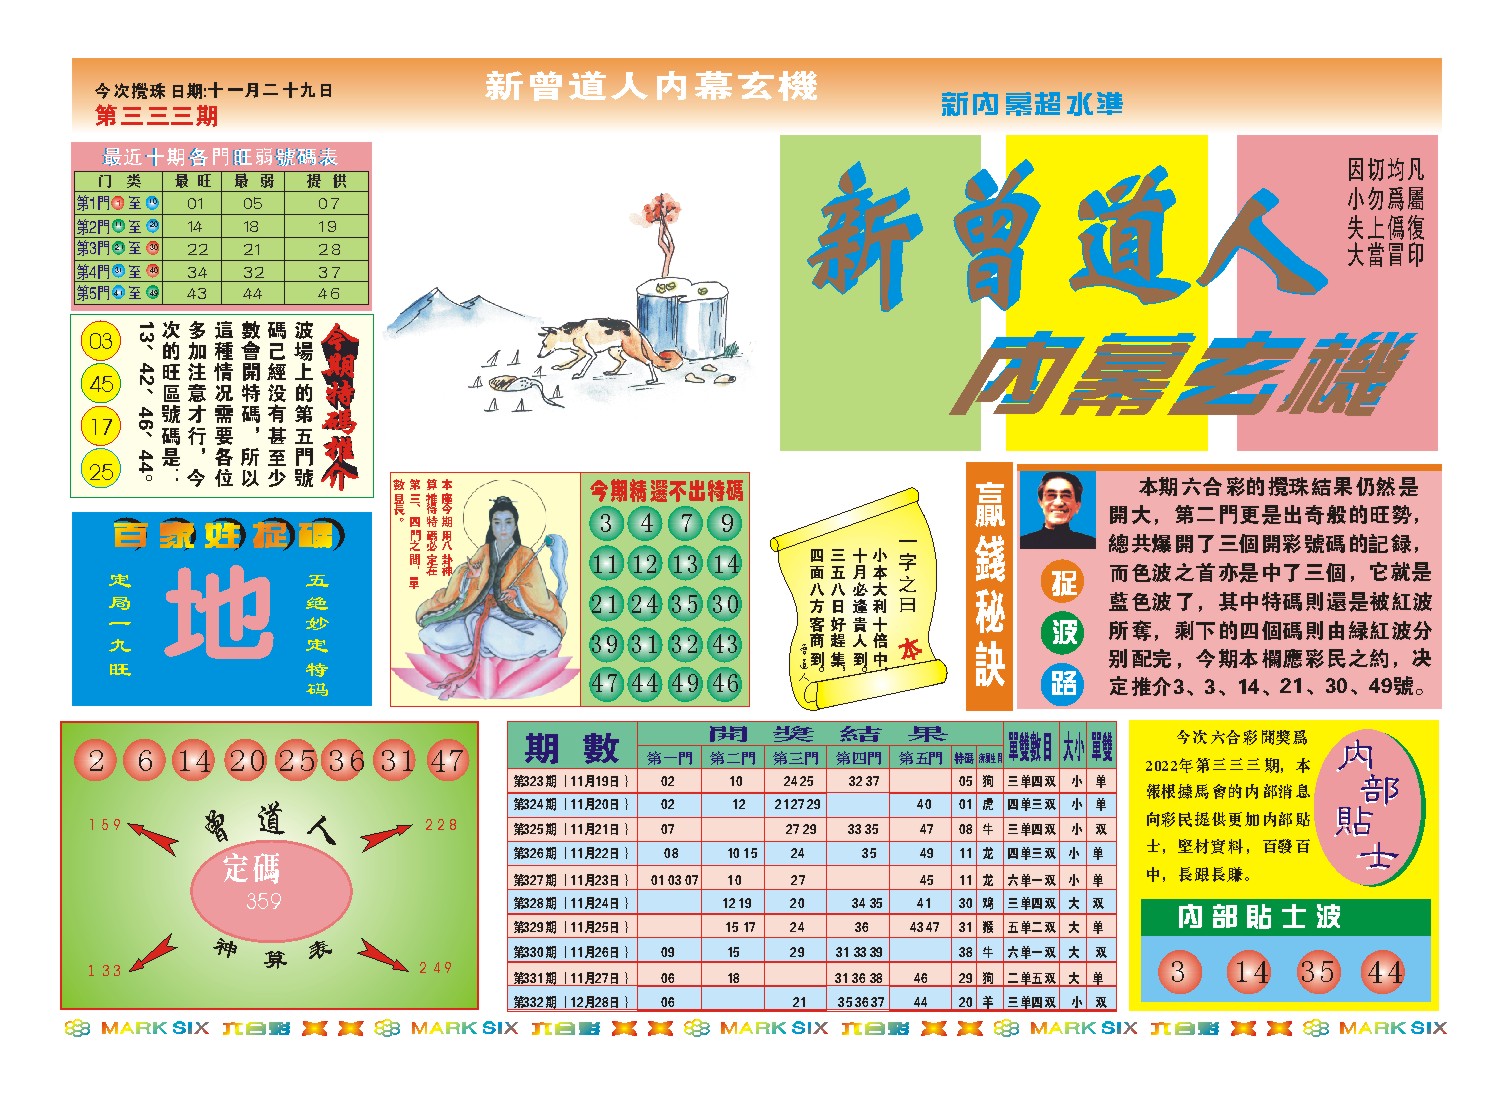 今次攪珠日期:十一月二十九日
第三三三期
新曾道人内幕玄機
新內幕超水準
最近十期各門旺弱號碼表
门 类 最 旺 最 弱 提 供
第1門 1 至 10 01 05 07
第2門 11 至 20 14 18 19
第3門 21 至 30 22 21 28
第4門 31 至 40 34 32 37
第5門 41 至 49 43 44 46
新曾道人
內幕玄機
凡屬復印
均爲僞冒
切勿上當
因小失大
今期特碼推介
波場上的第五門號
碼己經没有甚至少
數會開特碼，所以
這種情况需要各位
多加注意才行，今
次的旺區號碼是：
13、42、46、44。
03
45
17
25
百家姓捉碼
地
五绝妙定特码
定局一九旺
本座今期用八卦神
算推得特碼必定在
第三、四門之間，單
數見長。
今期精選不出特碼
3 4 7 9
11 12 13 14
21 24 35 30
39 31 32 43
47 44 49 46
一字之曰
本
小本大利十倍中，
十月必逢貴人到。
三五八日好趕集，
四面八方客商到。
曾道人
贏錢秘訣
捉
波
路
本期六合彩的攪珠結果仍然是
開大，第二門更是出奇般的旺勢，
總共爆開了三個開彩號碼的記録，
而色波之首亦是中了三個，它就是
藍色波了，其中特碼則還是被紅波
所奪，剩下的四個碼則由緑紅波分
别配完，今期本欄應彩民之約，决
定推介3、3、14、21、30、49號。
2 6 14 20 25 36 31 47
曾道人
159
228
定碼
359
神算表
133
249
期 數 開 獎 結 果 單雙數目 大小 單雙
第一門 第二門 第三門 第四門 第五門 特碼
第323期｛11月19日｝ 02 10 24 25 32 37 05 狗 三单四双 小 单
第324期｛11月20日｝ 02 12 21 27 29 40 01 虎 四单三双 小 单
第325期｛11月21日｝ 07 27 29 33 35 47 08 牛 三单四双 小 双
第326期｛11月22日｝ 08 10 15 24 35 49 11 龙 四单三双 小 单
第327期｛11月23日｝ 01 03 07 10 27 45 11 龙 六单一双 小 单
第328期｛11月24日｝ 12 19 20 34 35 41 30 鸡 三单四双 大 双
第329期｛11月25日｝ 15 17 24 36 43 47 31 猴 五单二双 大 单
第330期｛11月26日｝ 09 15 29 31 33 39 38 牛 六单一双 大 双
第331期｛11月27日｝ 06 18 31 36 38 46 29 狗 二单五双 大 单
第332期｛12月28日｝ 06 21 35 36 37 44 20 羊 三单四双 小 双
今次六合彩開獎爲
2022年第三三三期，本
報根據馬會的内部消息
向彩民提供更加内部貼
士，堅材實料，百發百
中，長跟長賺。
内部貼士
內部貼士波
3 14 35 44
MARK SIX 六合彩 MARK SIX 六合彩 MARK SIX 六合彩 MARK SIX 六合彩 MARK SIX